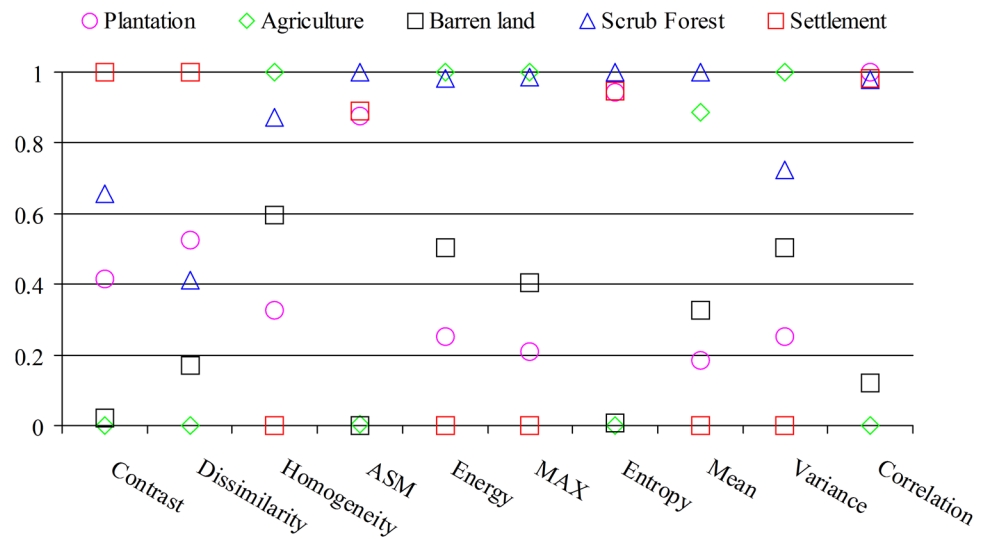 Plantation Agriculture Barren land Scrub Forest Settlement
1
0.8
0.6
0.4
0.2
0
Contrast
Dissimilarity
Homogeneity
ASM
Energy
MAX
Entropy
Mean
Variance
Correlation